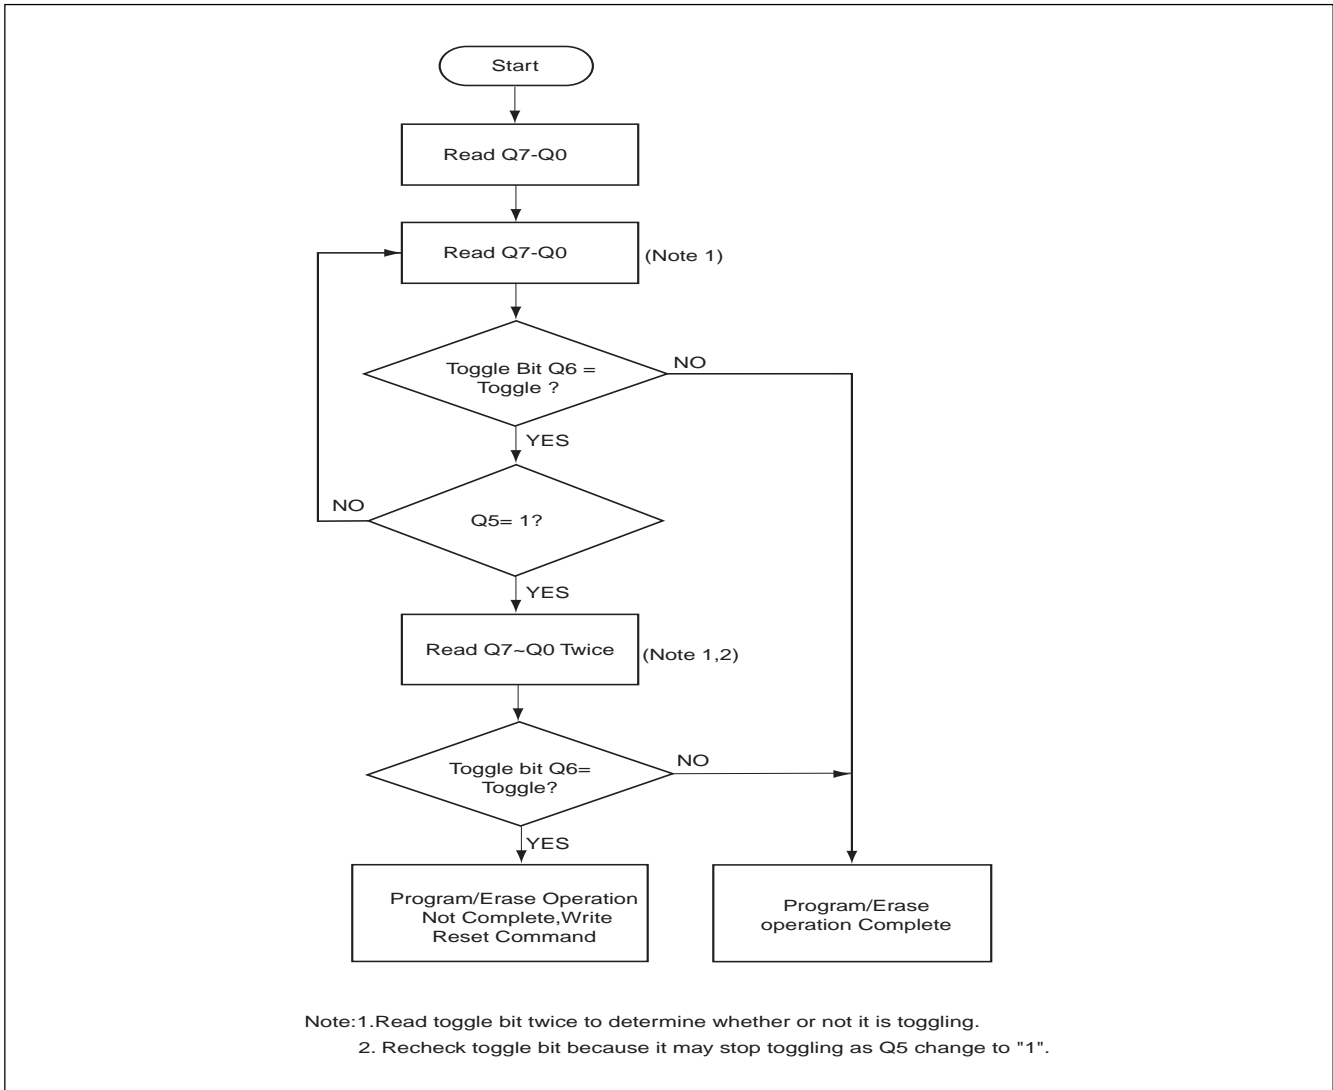 Start
Read Q7-Q0
Read Q7-Q0
(Note 1)
Toggle Bit Q6 =
Toggle ?
NO
YES
NO
Q5= 1?
YES
Read Q7~Q0 Twice
(Note 1,2)
Toggle bit Q6=
Toggle?
NO
YES
Program/Erase Operation
Not Complete,Write
Reset Command
Program/Erase
operation Complete
Note:1.Read toggle bit twice to determine whether or not it is toggling.
2. Recheck toggle bit because it may stop toggling as Q5 change to "1".